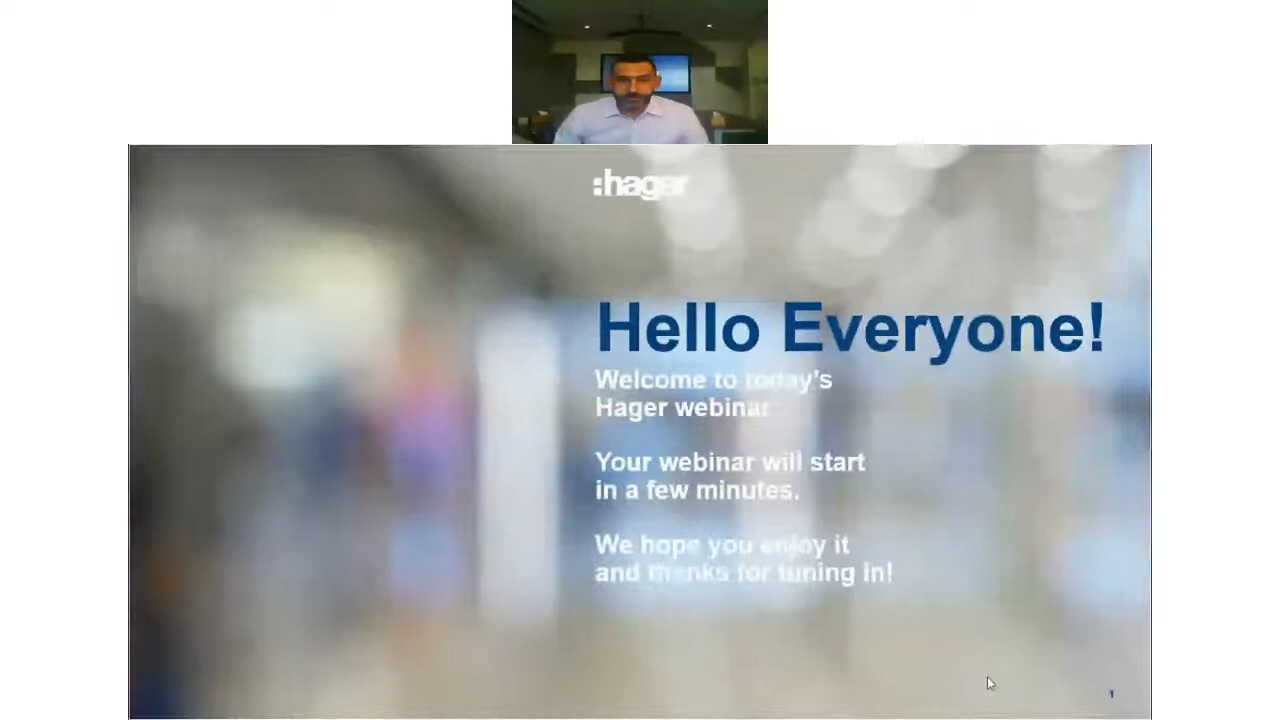 :hager
Hello Everyone!
Welcome to today's
Hager webinar
Your webinar will start
in a few minutes.
We hope you enjoy it
and thanks for tuning in!
1